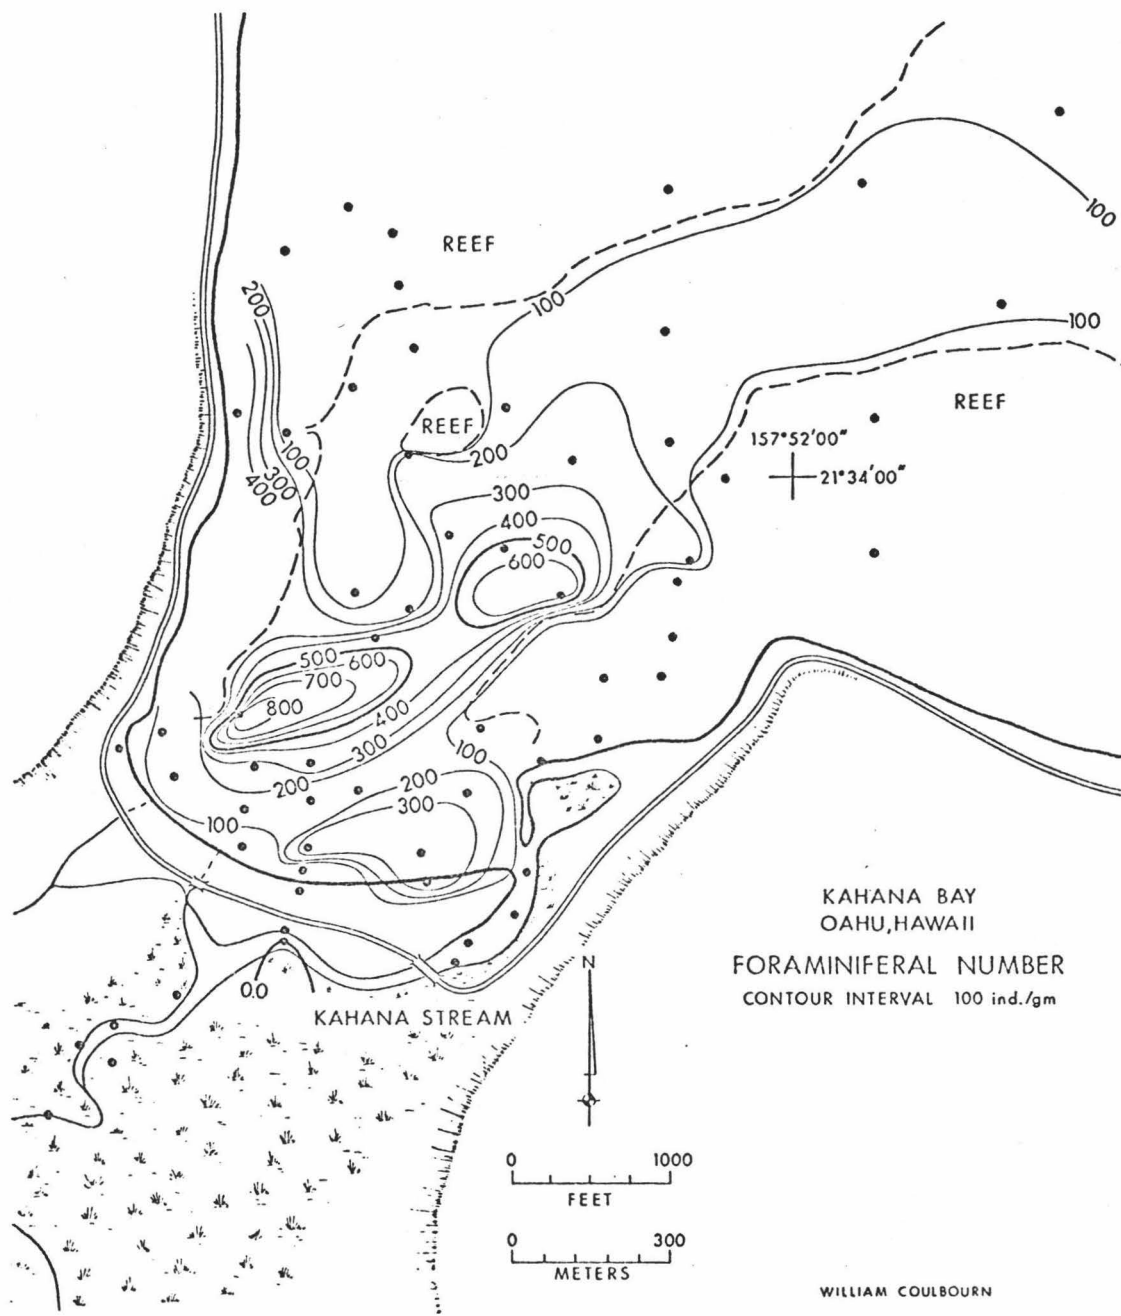 100
REEF
200
100
100
REEF
REEF
157°52'00"
21°34'00"
200
100
300
400
300
400
500
600
500
600
700
800
400
300
200
100
200
300
100
KAHANA BAY
OAHU, HAWAII
FORAMINIFERAL NUMBER
CONTOUR INTERVAL 100 ind./gm
N
0.0
KAHANA STREAM
0 1000
FEET
0 300
METERS
WILLIAM COULBOURN